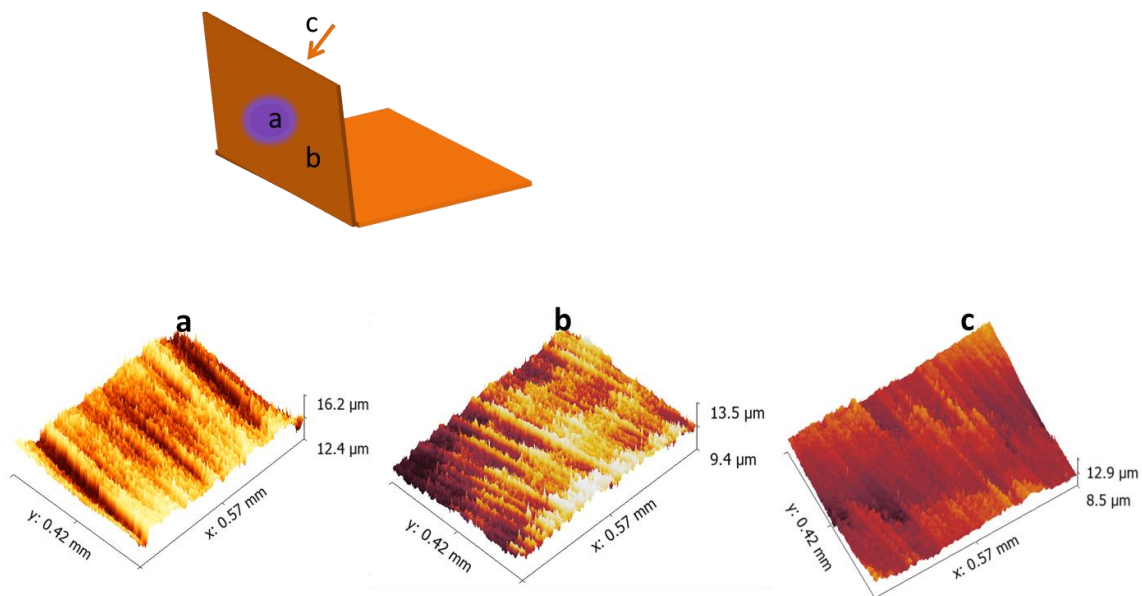 c
a
b
a
16.2 µm
12.4 µm
y: 0.42 mm
x: 0.57 mm
b
13.5 µm
9.4 µm
y: 0.42 mm
x: 0.57 mm
c
12.9 µm
8.5 µm
y: 0.42 mm
x: 0.57 mm